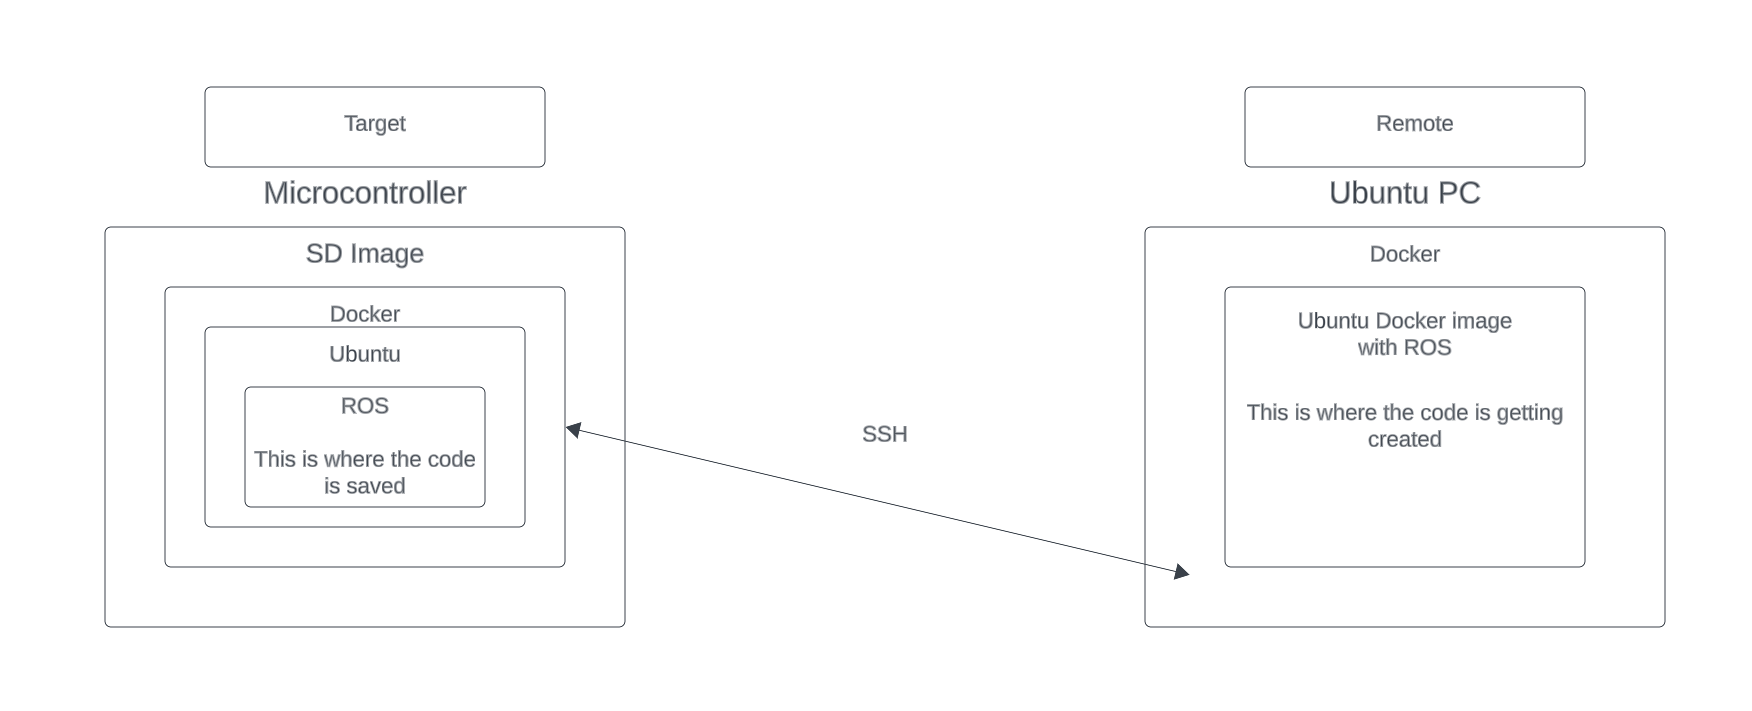 Target
Microcontroller
SD Image
Docker
Ubuntu
ROS
This is where the code
is saved
SSH
Remote
Ubuntu PC
Docker
Ubuntu Docker image
with ROS
This is where the code is getting
created